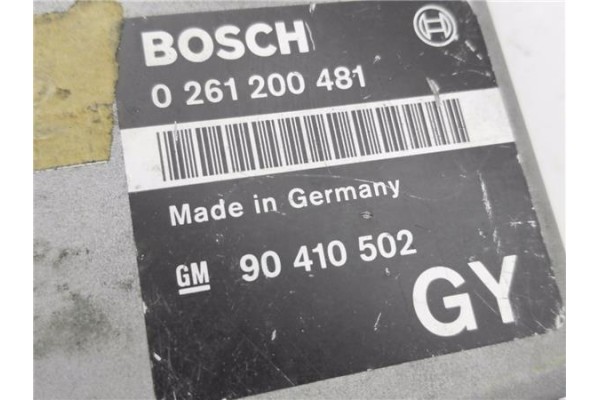 BOSCH
0 261 200 481
Made in Germany
GM 90 410 502
GY